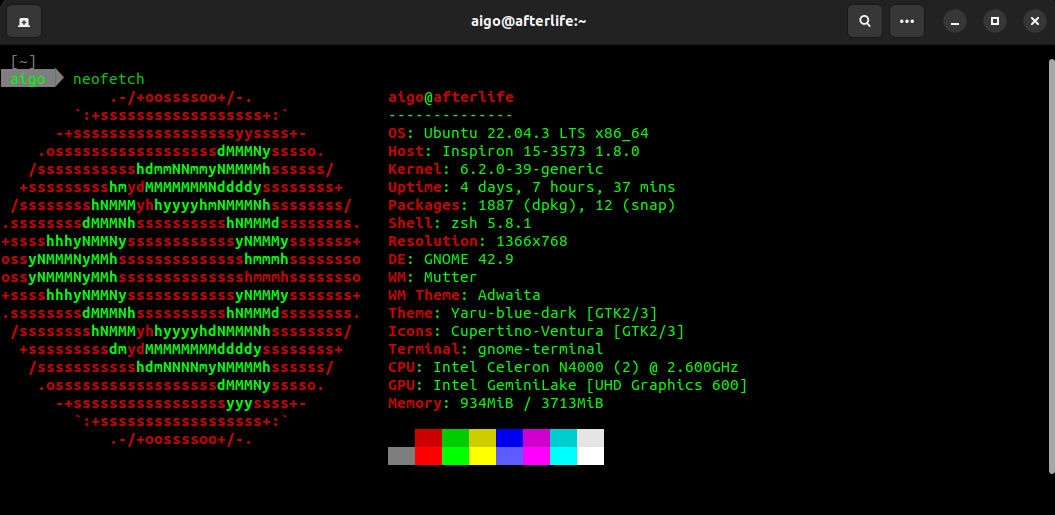 aigo@afterlife:~
[~]
aigo neofetch
.-/+oossssoo+/-. aigo@afterlife
`:+ssssssssssssssssss+:` --------------
-+ssssssssssssssssssyyssss+- OS: Ubuntu 22.04.3 LTS x86_64
.ossssssssssssssssssdMMMNysssso. Host: Inspiron 15-3573 1.8.0
/ssssssssssshdmmNNmmyNMMMMhssssss/ Kernel: 6.2.0-39-generic
+ssssssssshmydMMMMMMMNddddyssssssss+ Uptime: 4 days, 7 hours, 37 mins
/sssssssshNMMMyhhyyyyhmNMMMNhssssssss/ Packages: 1887 (dpkg), 12 (snap)
.ssssssssdMMMNhsssssssssshNMMMdssssssss. Shell: zsh 5.8.1
+sssshhhyNMMNyssssssssssssyNMMMysssssss+ Resolution: 1366x768
ossyNMMMNyMMhsssssssssssssshmmmhssssssso DE: GNOME 42.9
ossyNMMMNyMMhsssssssssssssshmmmhssssssso WM: Mutter
+sssshhhyNMMNyssssssssssssyNMMMysssssss+ WM Theme: Adwaita
.ssssssssdMMMNhsssssssssshNMMMdssssssss. Theme: Yaru-blue-dark [GTK2/3]
/sssssssshNMMMyhhyyyyhdNMMMNhssssssss/ Icons: Cupertino-Ventura [GTK2/3]
+sssssssssdmydMMMMMMMMddddyssssssss+ Terminal: gnome-terminal
/ssssssssssshdmNNNNmyNMMMMhssssss/ CPU: Intel Celeron N4000 (2) @ 2.600GHz
.ossssssssssssssssssdMMMNysssso. GPU: Intel GeminiLake [UHD Graphics 600]
-+sssssssssssssssssyyyssss+- Memory: 934MiB / 3713MiB
`:+ssssssssssssssssss+:`
.-/+oossssoo+/-.